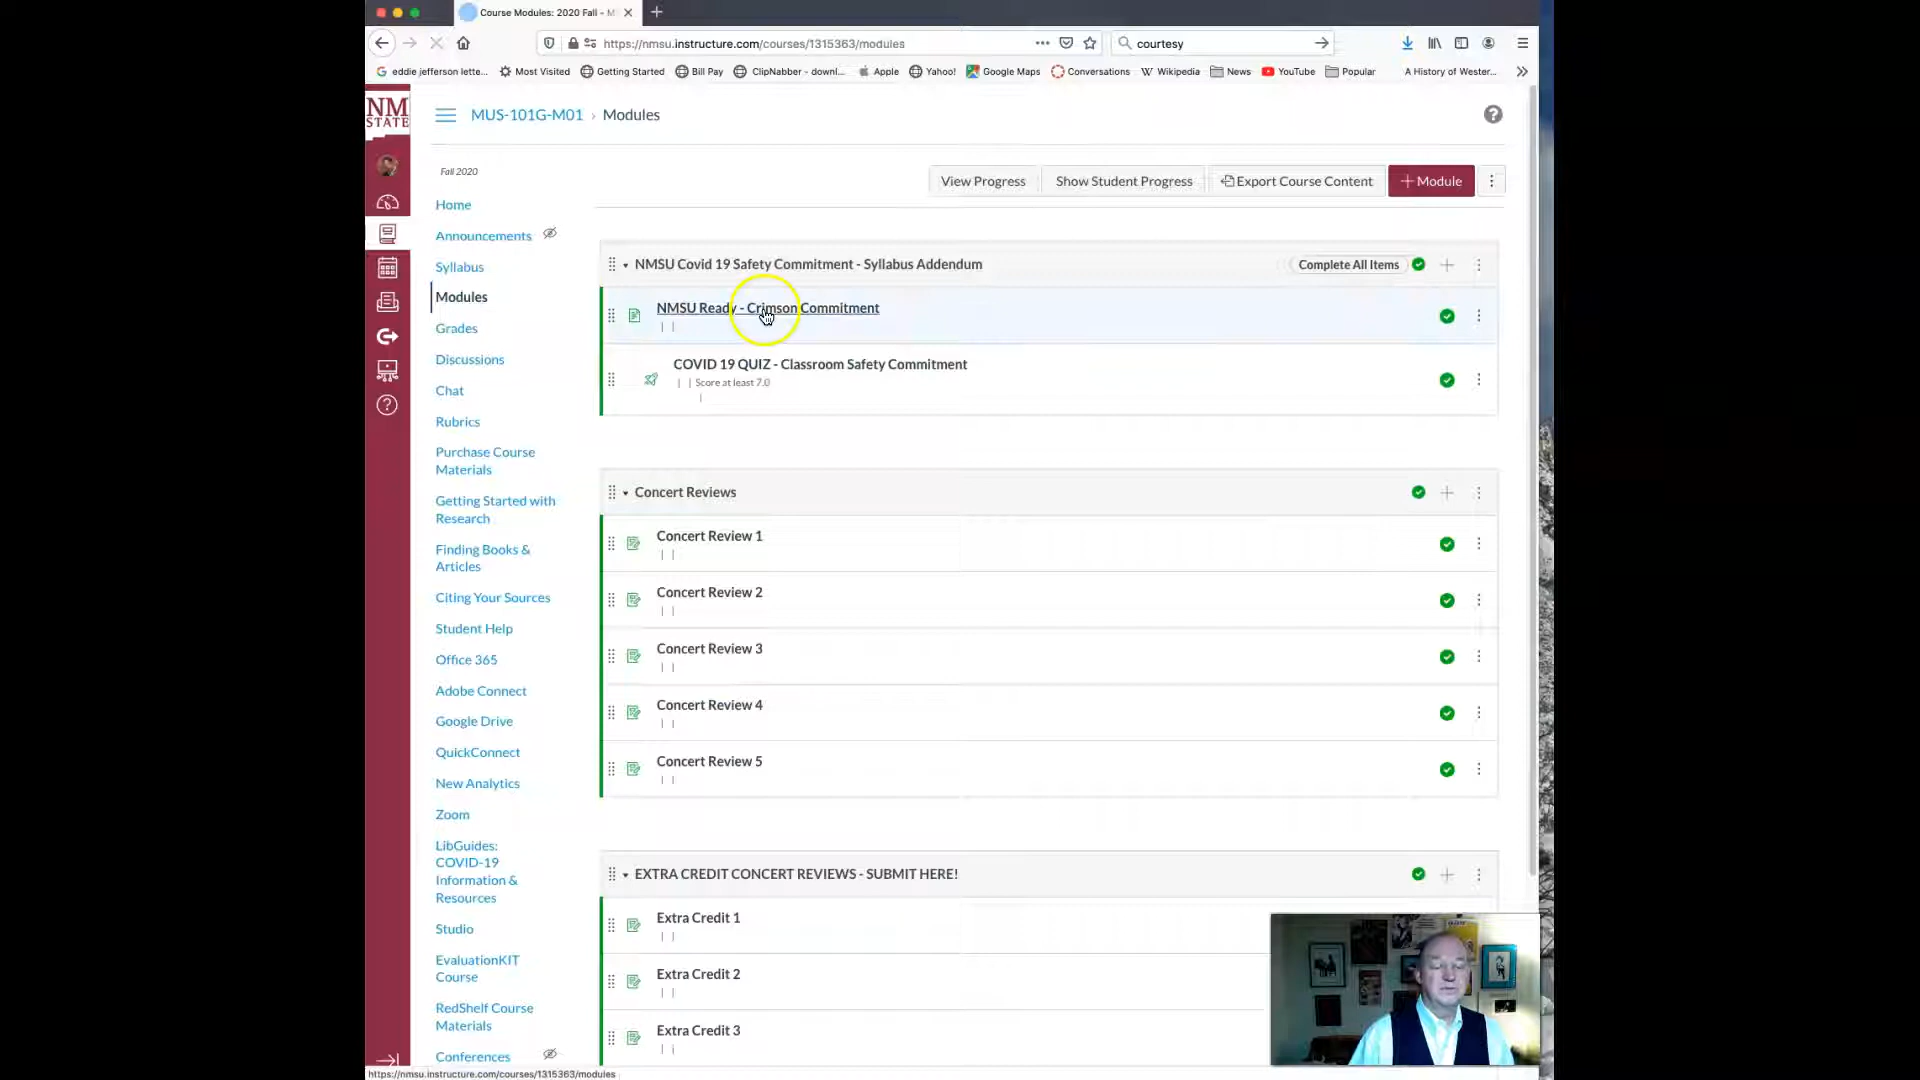 Course Modules: 2020 Fall - M
https://nmsu.instructure.com/courses/1315363/modules
courtesy
eddie jefferson lette...
Most Visited
Getting Started
Bill Pay
ClipNabber - downl...
Apple
Yahoo!
Google Maps
Conversations
Wikipedia
News
YouTube
Popular
A History of Wester...
NM
STATE
MUS-101G-M01 › Modules
Fall 2020
View Progress
Show Student Progress
Export Course Content
+ Module
Home
Announcements
Syllabus
Modules
Grades
Discussions
Chat
Rubrics
Purchase Course
Materials
Getting Started with
Research
Finding Books &
Articles
Citing Your Sources
Student Help
Office 365
Adobe Connect
Google Drive
QuickConnect
New Analytics
Zoom
LibGuides:
COVID-19
Information &
Resources
Studio
EvaluationKIT
Course
RedShelf Course
Materials
Conferences
NMSU Covid 19 Safety Commitment - Syllabus Addendum
Complete All Items
NMSU Ready - Crimson Commitment
COVID 19 QUIZ - Classroom Safety Commitment
Score at least 7.0
Concert Reviews
Concert Review 1
Concert Review 2
Concert Review 3
Concert Review 4
Concert Review 5
EXTRA CREDIT CONCERT REVIEWS - SUBMIT HERE!
Extra Credit 1
Extra Credit 2
Extra Credit 3
https://nmsu.instructure.com/courses/1315363/modules